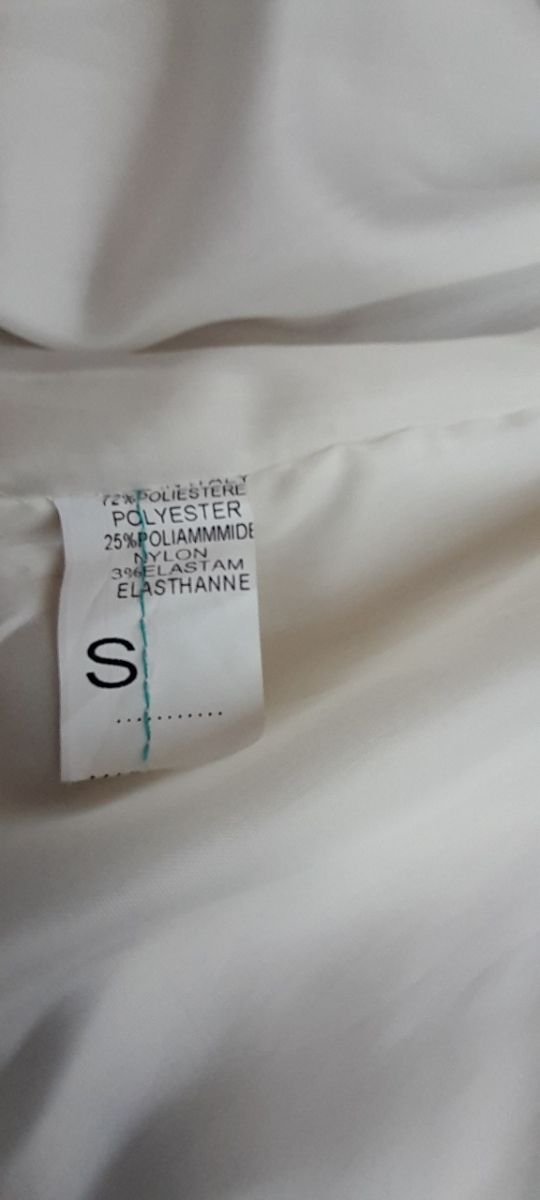 72%POLIESTERE
POLYESTER
25%POLIAMMMIDE
NYLON
3%ELASTAM
ELASTHANNE
S
...........